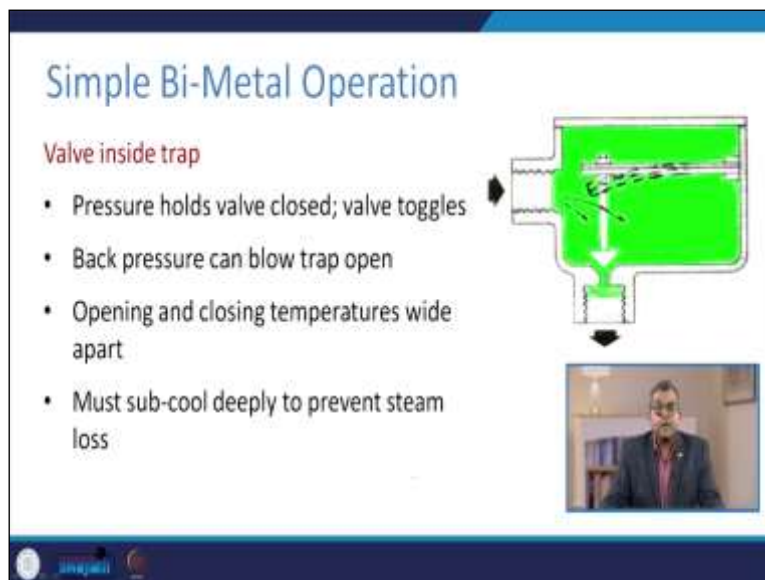 Simple Bi-Metal Operation
Valve inside trap
• Pressure holds valve closed; valve toggles
• Back pressure can blow trap open
• Opening and closing temperatures wide
apart
• Must sub-cool deeply to prevent steam
loss